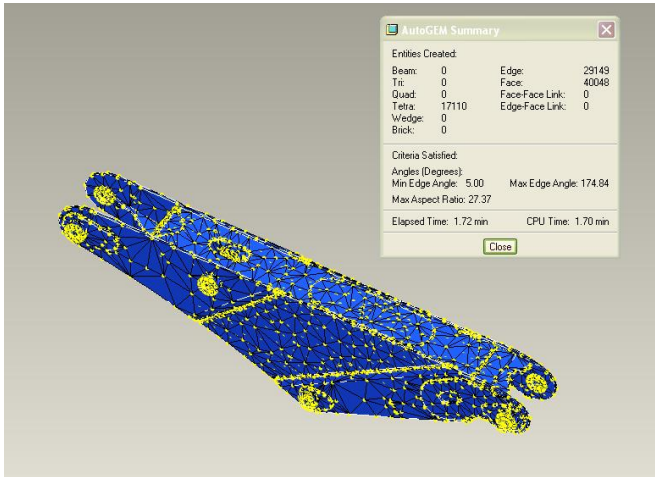 AutoGEM Summary
Entities Created:
Beam: 0 Edge: 29149
Tri: 0 Face: 40048
Quad: 0 Face-Face Link: 0
Tetra: 17110 Edge-Face Link: 0
Wedge: 0
Brick: 0
Criteria Satisfied:
Angles (Degrees):
Min Edge Angle: 5.00 Max Edge Angle: 174.84
Max Aspect Ratio: 27.37
Elapsed Time: 1.72 min CPU Time: 1.70 min
Close